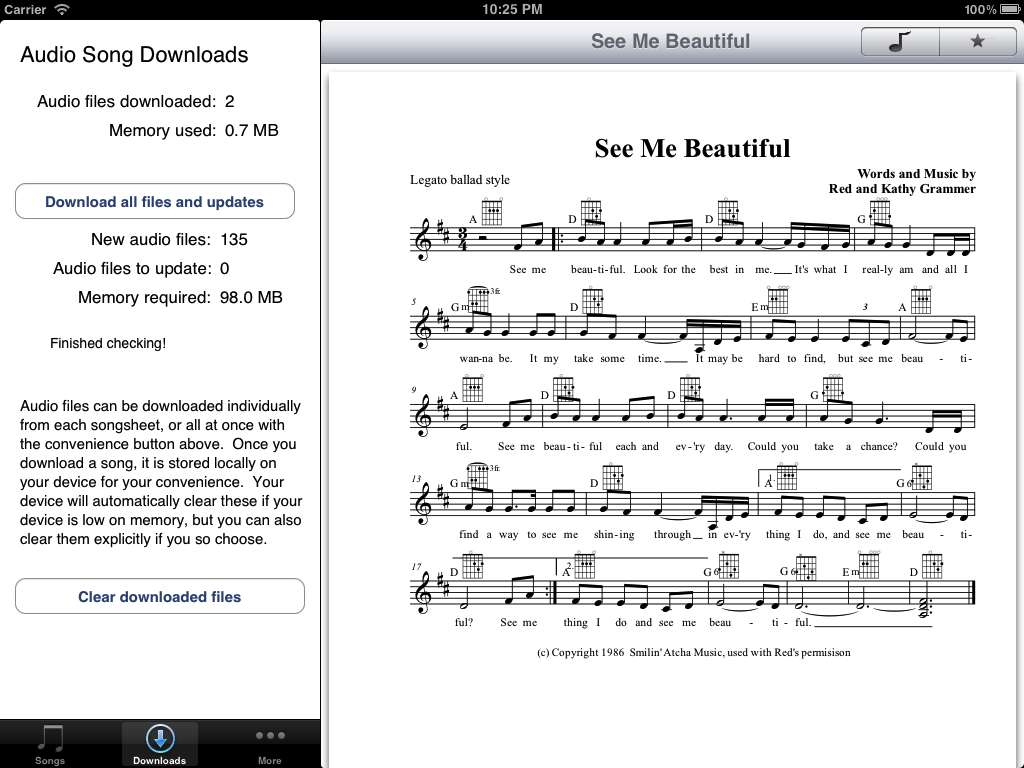 Carrier 10:25 PM 100%
Audio Song Downloads
Audio files downloaded: 2
Memory used: 0.7 MB
Download all files and updates
New audio files: 135
Audio files to update: 0
Memory required: 98.0 MB
Finished checking!
Audio files can be downloaded individually
from each songsheet, or all at once with
the convenience button above. Once you
download a song, it is stored locally on
your device for your convenience. Your
device will automatically clear these if your
device is low on memory, but you can also
clear them explicitly if you so choose.
Clear downloaded files
Songs Downloads More
See Me Beautiful
See Me Beautiful
Legato ballad style
Words and Music by
Red and Kathy Grammer
A D D G
3 4
See me beau-ti-ful. Look for the best in me.___ It's what I real-ly am and all I
5 Gm 3fr. D Em 3 A
wan-na be. It my take some time.____ It may be hard to find, but see me beau - ti-
9 A D D G
ful. See me beau-ti-ful each and ev-'ry day. Could you take a chance? Could you
13 Gm 3fr. D 1. A G6
find a way to see me shin-ing through__ in ev-'ry thing I do, and see me beau - ti-
17 D 2. A G6 G6 Em D
ful? See me thing I do and see me beau - ti - ful.____
(c) Copyright 1986 Smilin' Atcha Music, used with Red's permisison